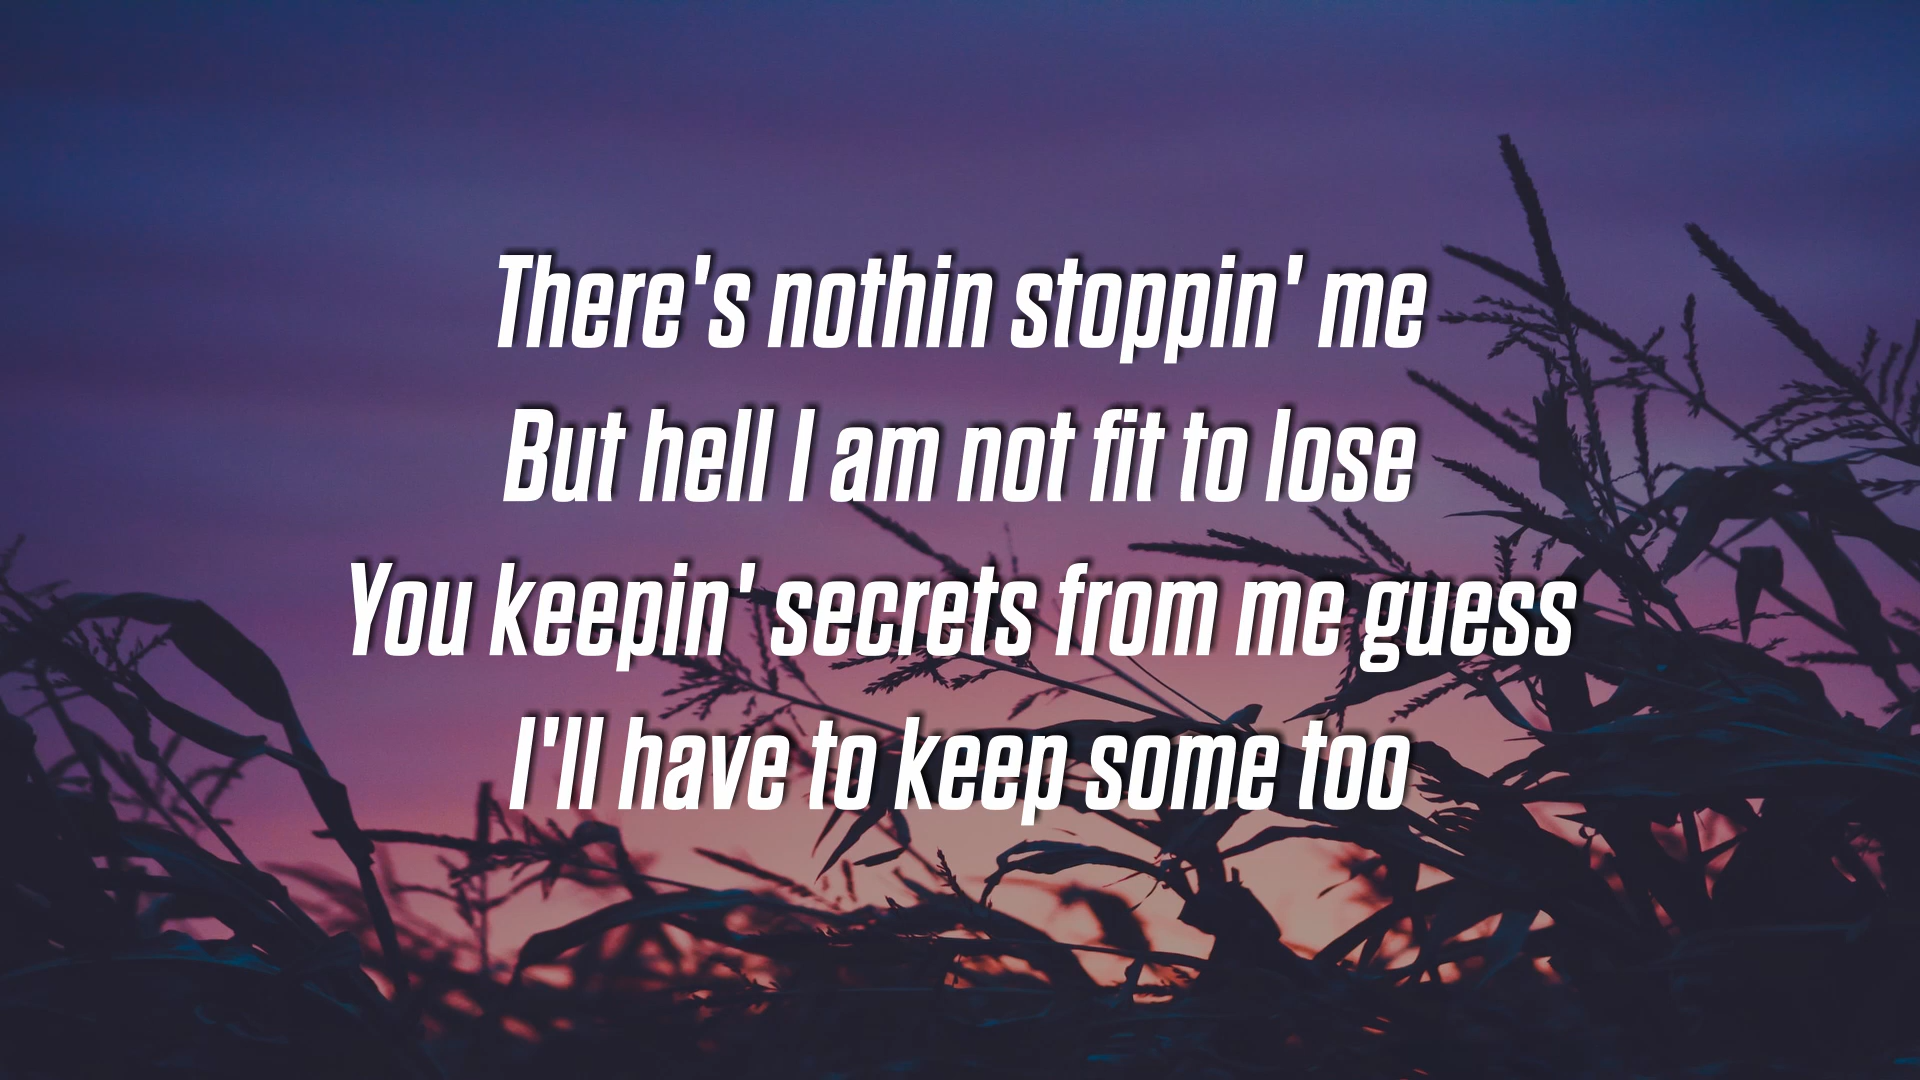 There's nothin stoppin' me
But hell I am not fit to lose
You keepin' secrets from me guess
I'll have to keep some too